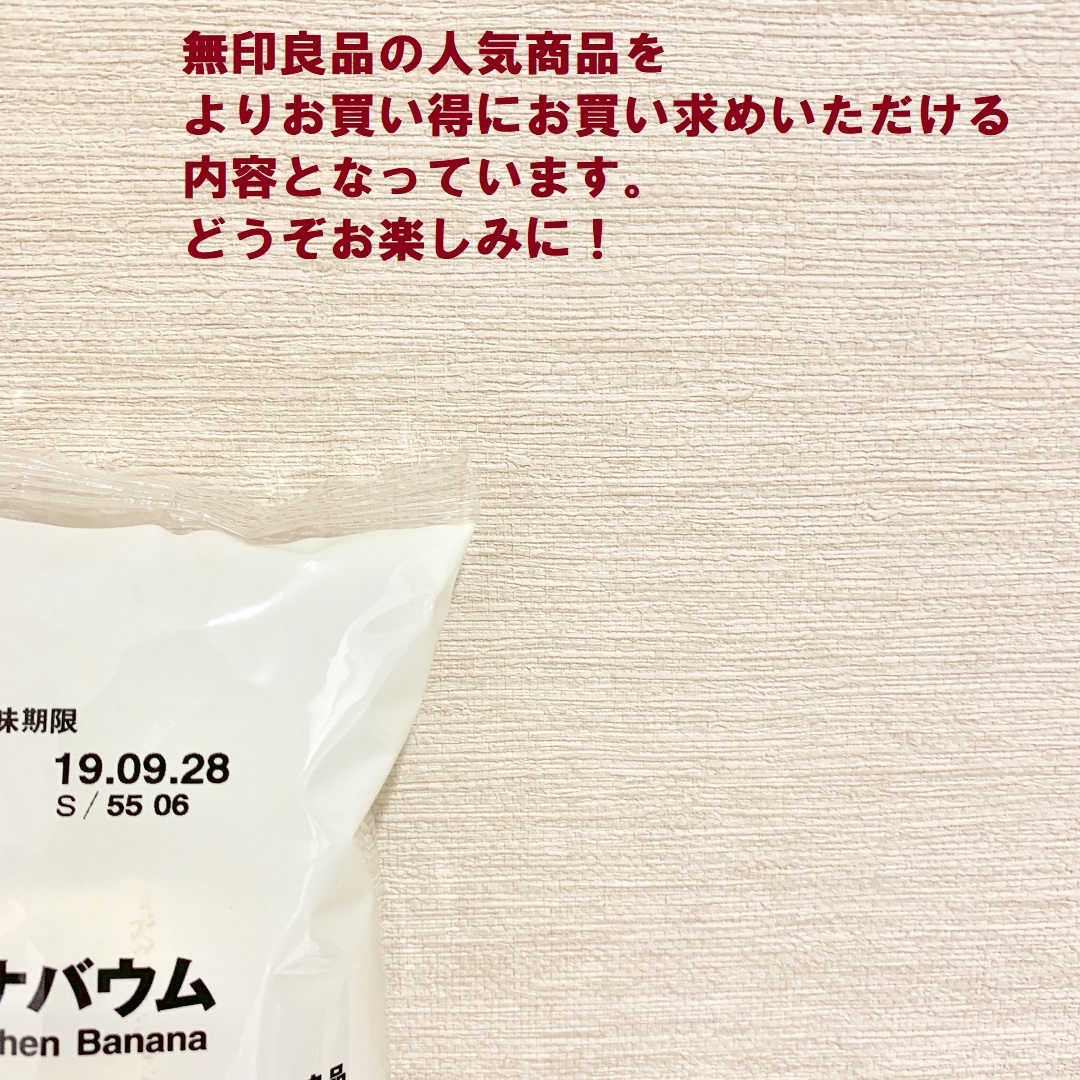 無印良品の人気商品を
よりお買い得にお買い求めいただける
内容となっています。
どうぞお楽しみに！
味期限
19.09.28
S/55 06
ナバウム
hen Banana
良品